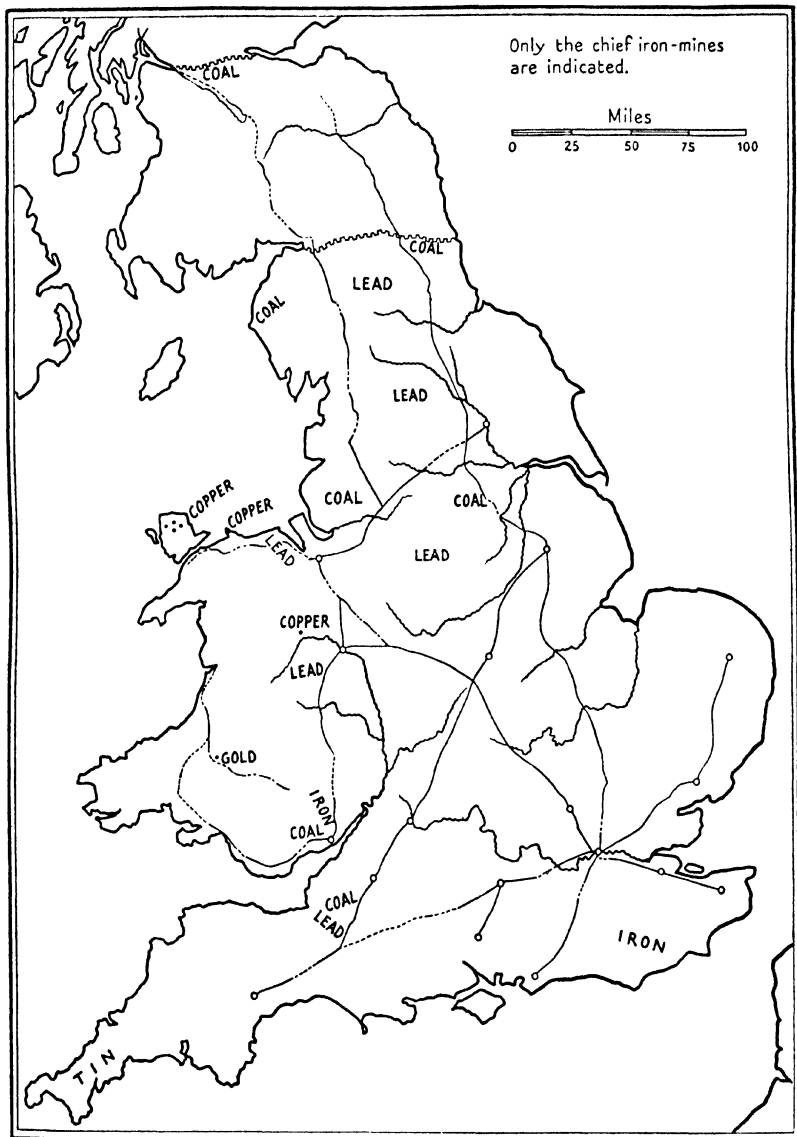 Only the chief iron-mines
are indicated.
Miles
0 25 50 75 100
COAL
COAL
LEAD
COAL
LEAD
COPPER
COPPER
LEAD
COAL
COAL
LEAD
COPPER
LEAD
GOLD
IRON
COAL
COAL
LEAD
IRON
TIN